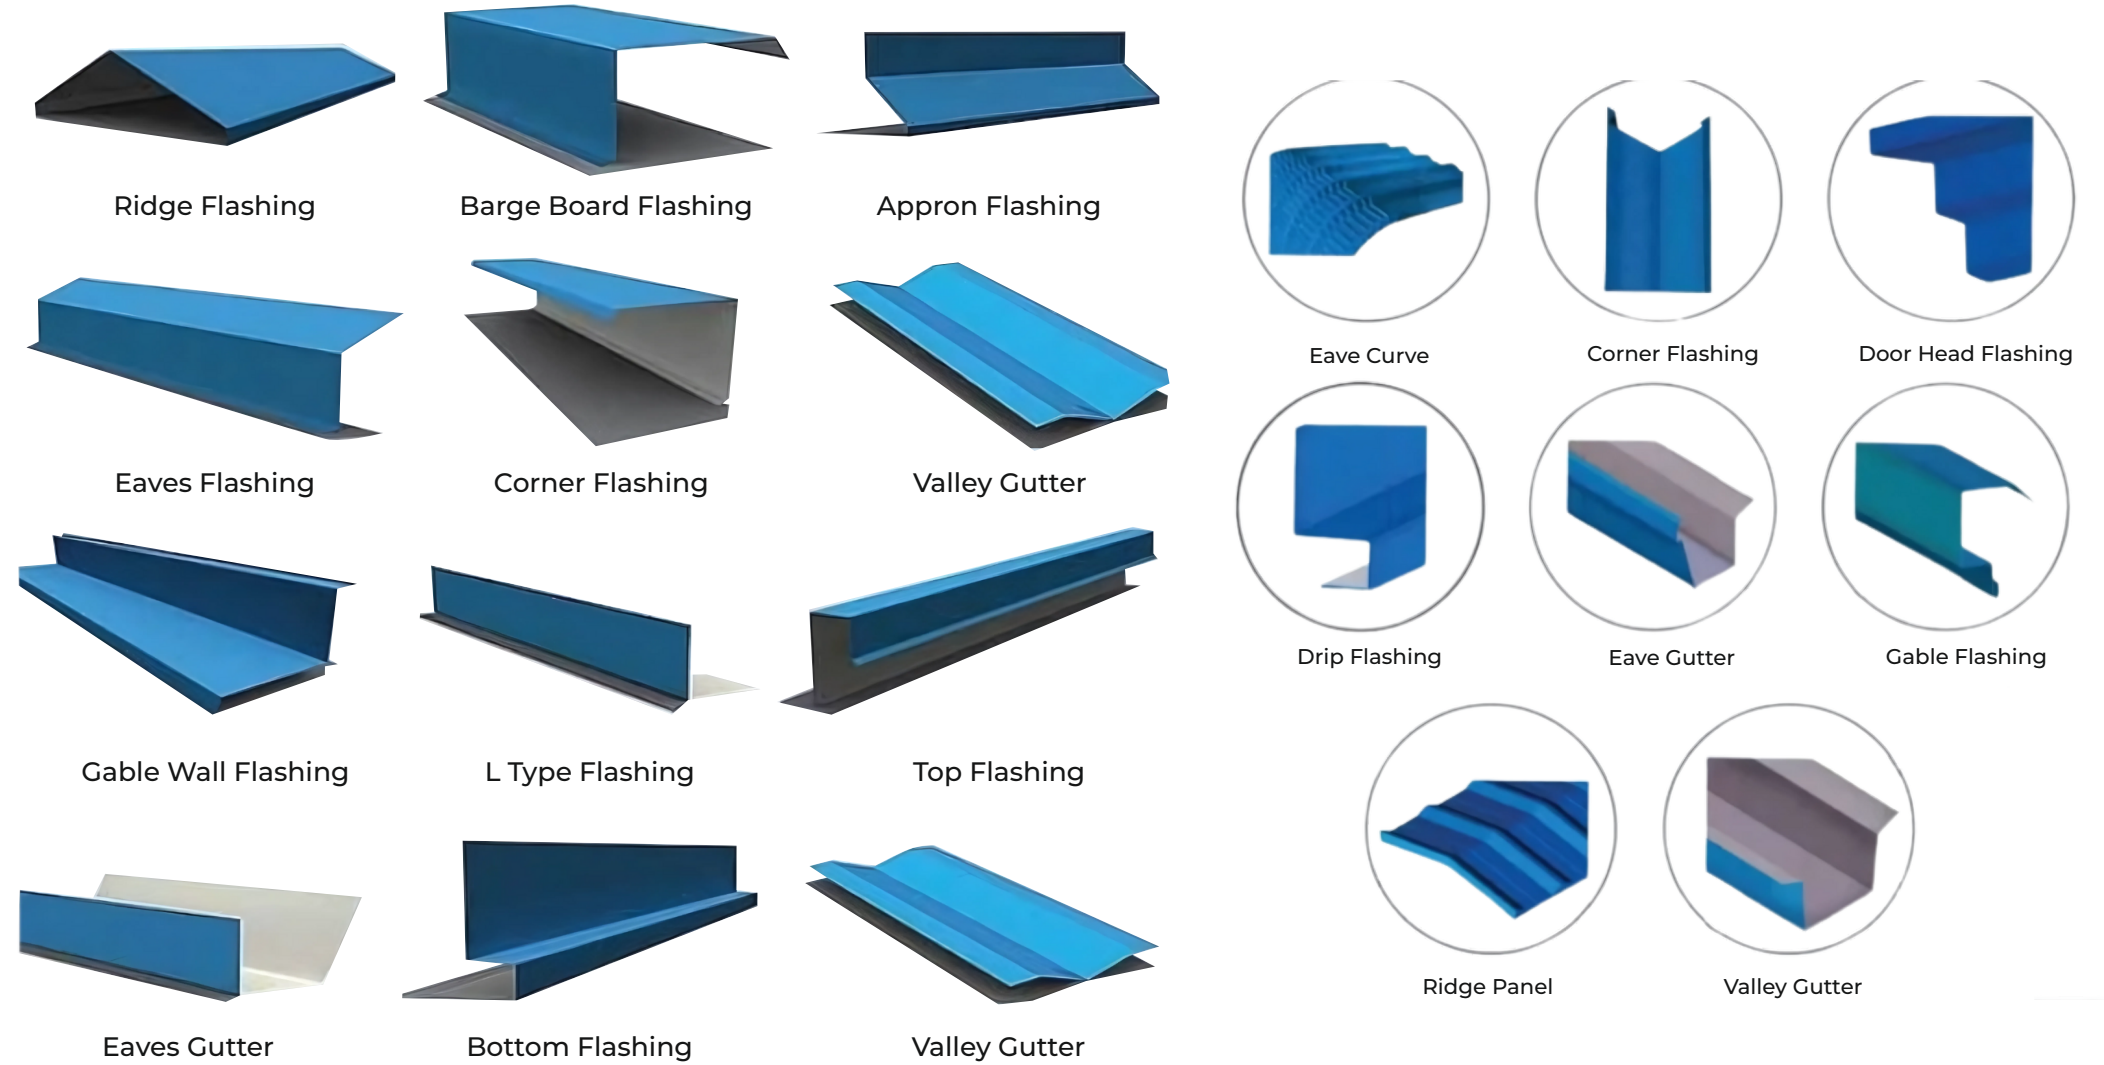 Ridge Flashing
Barge Board Flashing
Appron Flashing
Eaves Flashing
Corner Flashing
Valley Gutter
Gable Wall Flashing
L Type Flashing
Top Flashing
Eaves Gutter
Bottom Flashing
Valley Gutter
Eave Curve
Corner Flashing
Door Head Flashing
Drip Flashing
Eave Gutter
Gable Flashing
Ridge Panel
Valley Gutter